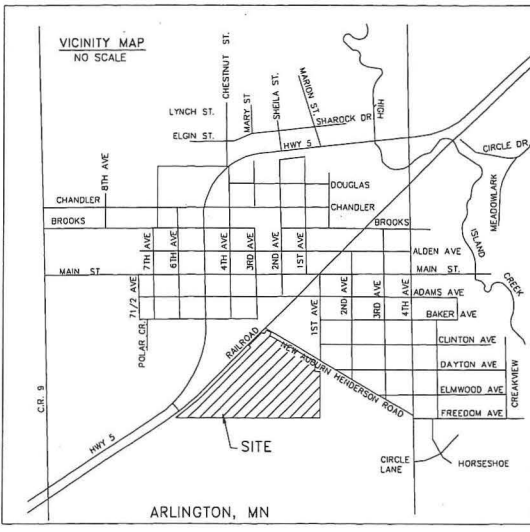 VICINITY MAP
NO SCALE
CHESTNUT ST.
MARY ST
SHEILA ST.
MARION ST.
HIGH
LYNCH ST.
SHAROCK DR.
ELGIN ST.
HWY 5
CIRCLE DR.
MEADOWLARK
8TH AVE
DOUGLAS
CHANDLER
CHANDLER
BROOKS
BROOKS
ISLAND
CREEK
7TH AVE
6TH AVE
4TH AVE
3RD AVE
2ND AVE
1ST AVE
ALDEN AVE
MAIN ST.
MAIN ST.
71/2 AVE
ADAMS AVE
1ST AVE
2ND AVE
3RD AVE
4TH AVE
BAKER AVE
POLAR CR.
RAILROAD
NEW AUBURN HENDERSON ROAD
CLINTON AVE
DAYTON AVE
CREAKVIEW
ELMWOOD AVE
FREEDOM AVE
C.R. 9
HWY 5
SITE
CIRCLE
LANE
HORSESHOE
ARLINGTON, MN